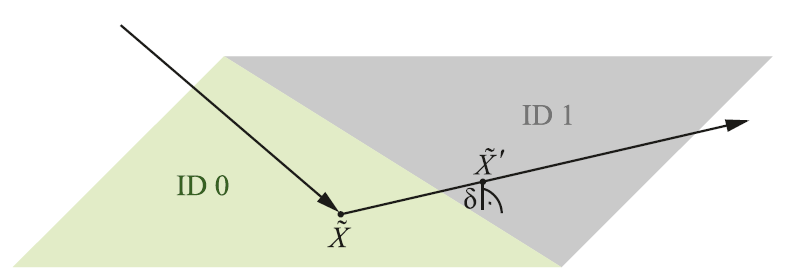 ID 1
X̃′
ID 0
δ
X̃